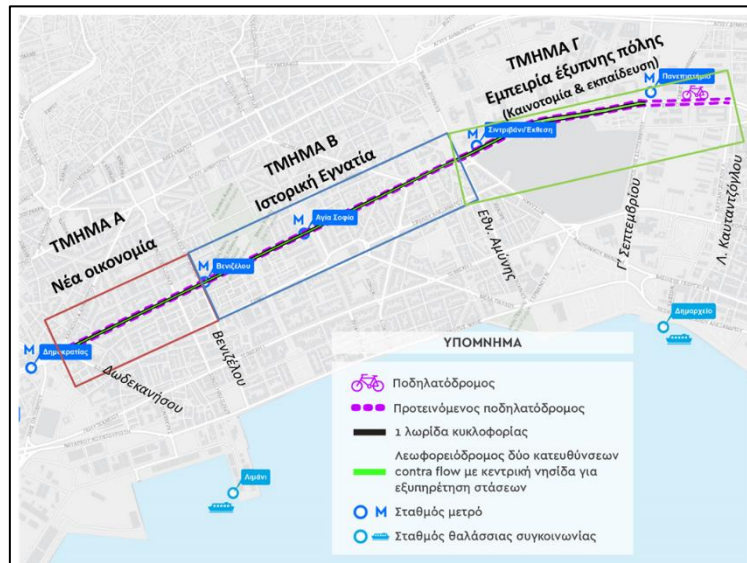 ΤΜΗΜΑ Γ
Εμπειρία έξυπνης πόλης
(Καινοτομία & εκπαίδευση)
Μ
Πανεπιστήμιο
Μ
Σιντριβάνι/Έκθεση
ΤΜΗΜΑ Β
Ιστορική Εγνατία
Μ
Αγία Σοφία
ΤΜΗΜΑ Α
Νέα οικονομία
Μ
Βενιζέλου
Μ
Δημοκρατίας
Δωδεκανήσου
Βενιζέλου
Εθν. Αμύνης
Γ' Σεπτεμβρίου
Λ. Καυταντζόγλου
Δημαρχείο
Λιμάνι
ΥΠΟΜΝΗΜΑ
Ποδηλατόδρομος
Προτεινόμενος ποδηλατόδρομος
1 λωρίδα κυκλοφορίας
Λεωφορειόδρομος δύο κατευθύνσεων
contra flow με κεντρική νησίδα για
εξυπηρέτηση στάσεων
Μ Σταθμός μετρό
Σταθμός θαλάσσιας συγκοινωνίας